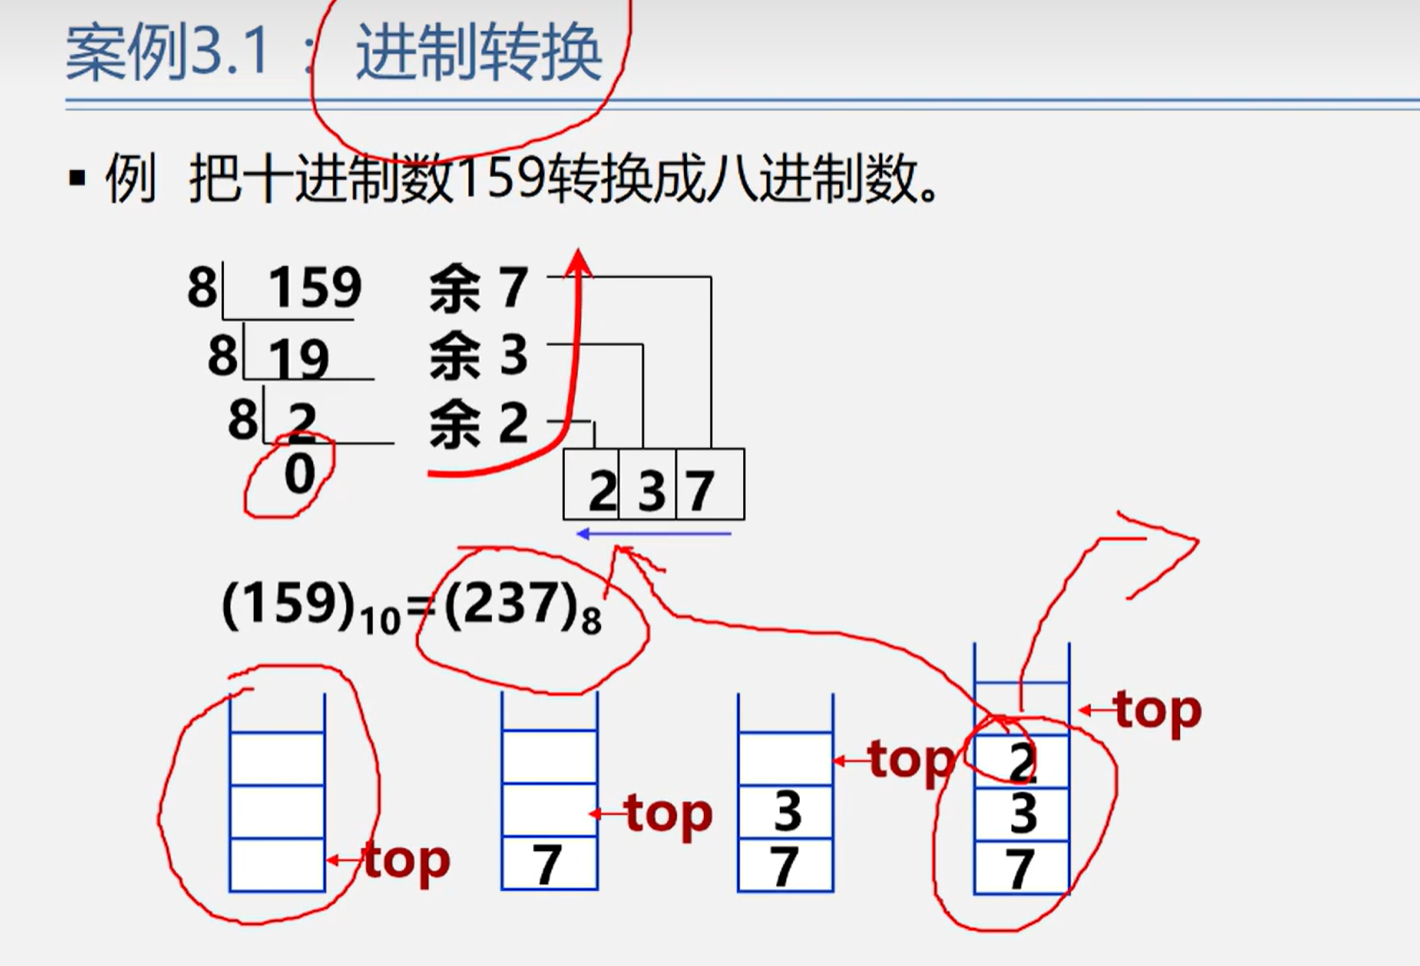 案例3.1：进制转换
▪ 例 把十进制数159转换成八进制数。
8 159 余 7
8 19 余 3
8 2 余 2
0
2 3 7
(159)10=(237)8
top
7
top
3
7
top
2
3
7
top